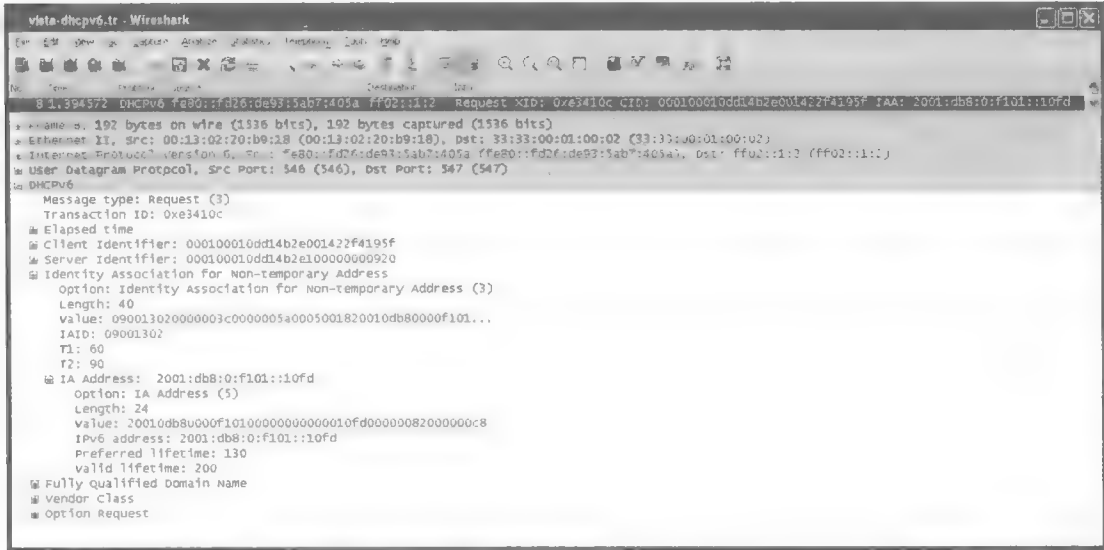 vista-dhcpv6.tr - Wireshark
8 1.394572 DHCPv6 fe80::fd26:de93:5ab7:405a ff02::1:2 Request XID: 0xe3410c CID: 000100010dd14b2e001422f4195f IAA: 2001:db8:0:f101::10fd
192 bytes on wire (1536 bits), 192 bytes captured (1536 bits)
Ethernet II, Src: 00:13:02:20:b9:18 (00:13:02:20:b9:18), Dst: 33:33:00:01:00:02 (33:33:00:01:00:02)
Internet Protocol Version 6, fe80::fd26:de93:5ab7:405a (fe80::fd26:de93:5ab7:405a), Dst: ff02::1:2 (ff02::1:2)
User Datagram Protocol, Src Port: 546 (546), Dst Port: 547 (547)
DHCPv6
Message type: Request (3)
Transaction ID: 0xe3410c
Elapsed time
Client Identifier: 000100010dd14b2e001422f4195f
Server Identifier: 000100010dd14b2e100000000920
Identity Association for Non-temporary Address
Option: Identity Association for Non-temporary Address (3)
Length: 40
Value: 090013020000003c0000005a0005001820010db80000f101...
IAID: 09001302
T1: 60
T2: 90
IA Address: 2001:db8:0:f101::10fd
Option: IA Address (5)
Length: 24
Value: 20010db80000f10100000000000010fd00000082000000c8
IPv6 address: 2001:db8:0:f101::10fd
Preferred lifetime: 130
Valid lifetime: 200
Fully Qualified Domain Name
Vendor Class
Option Request